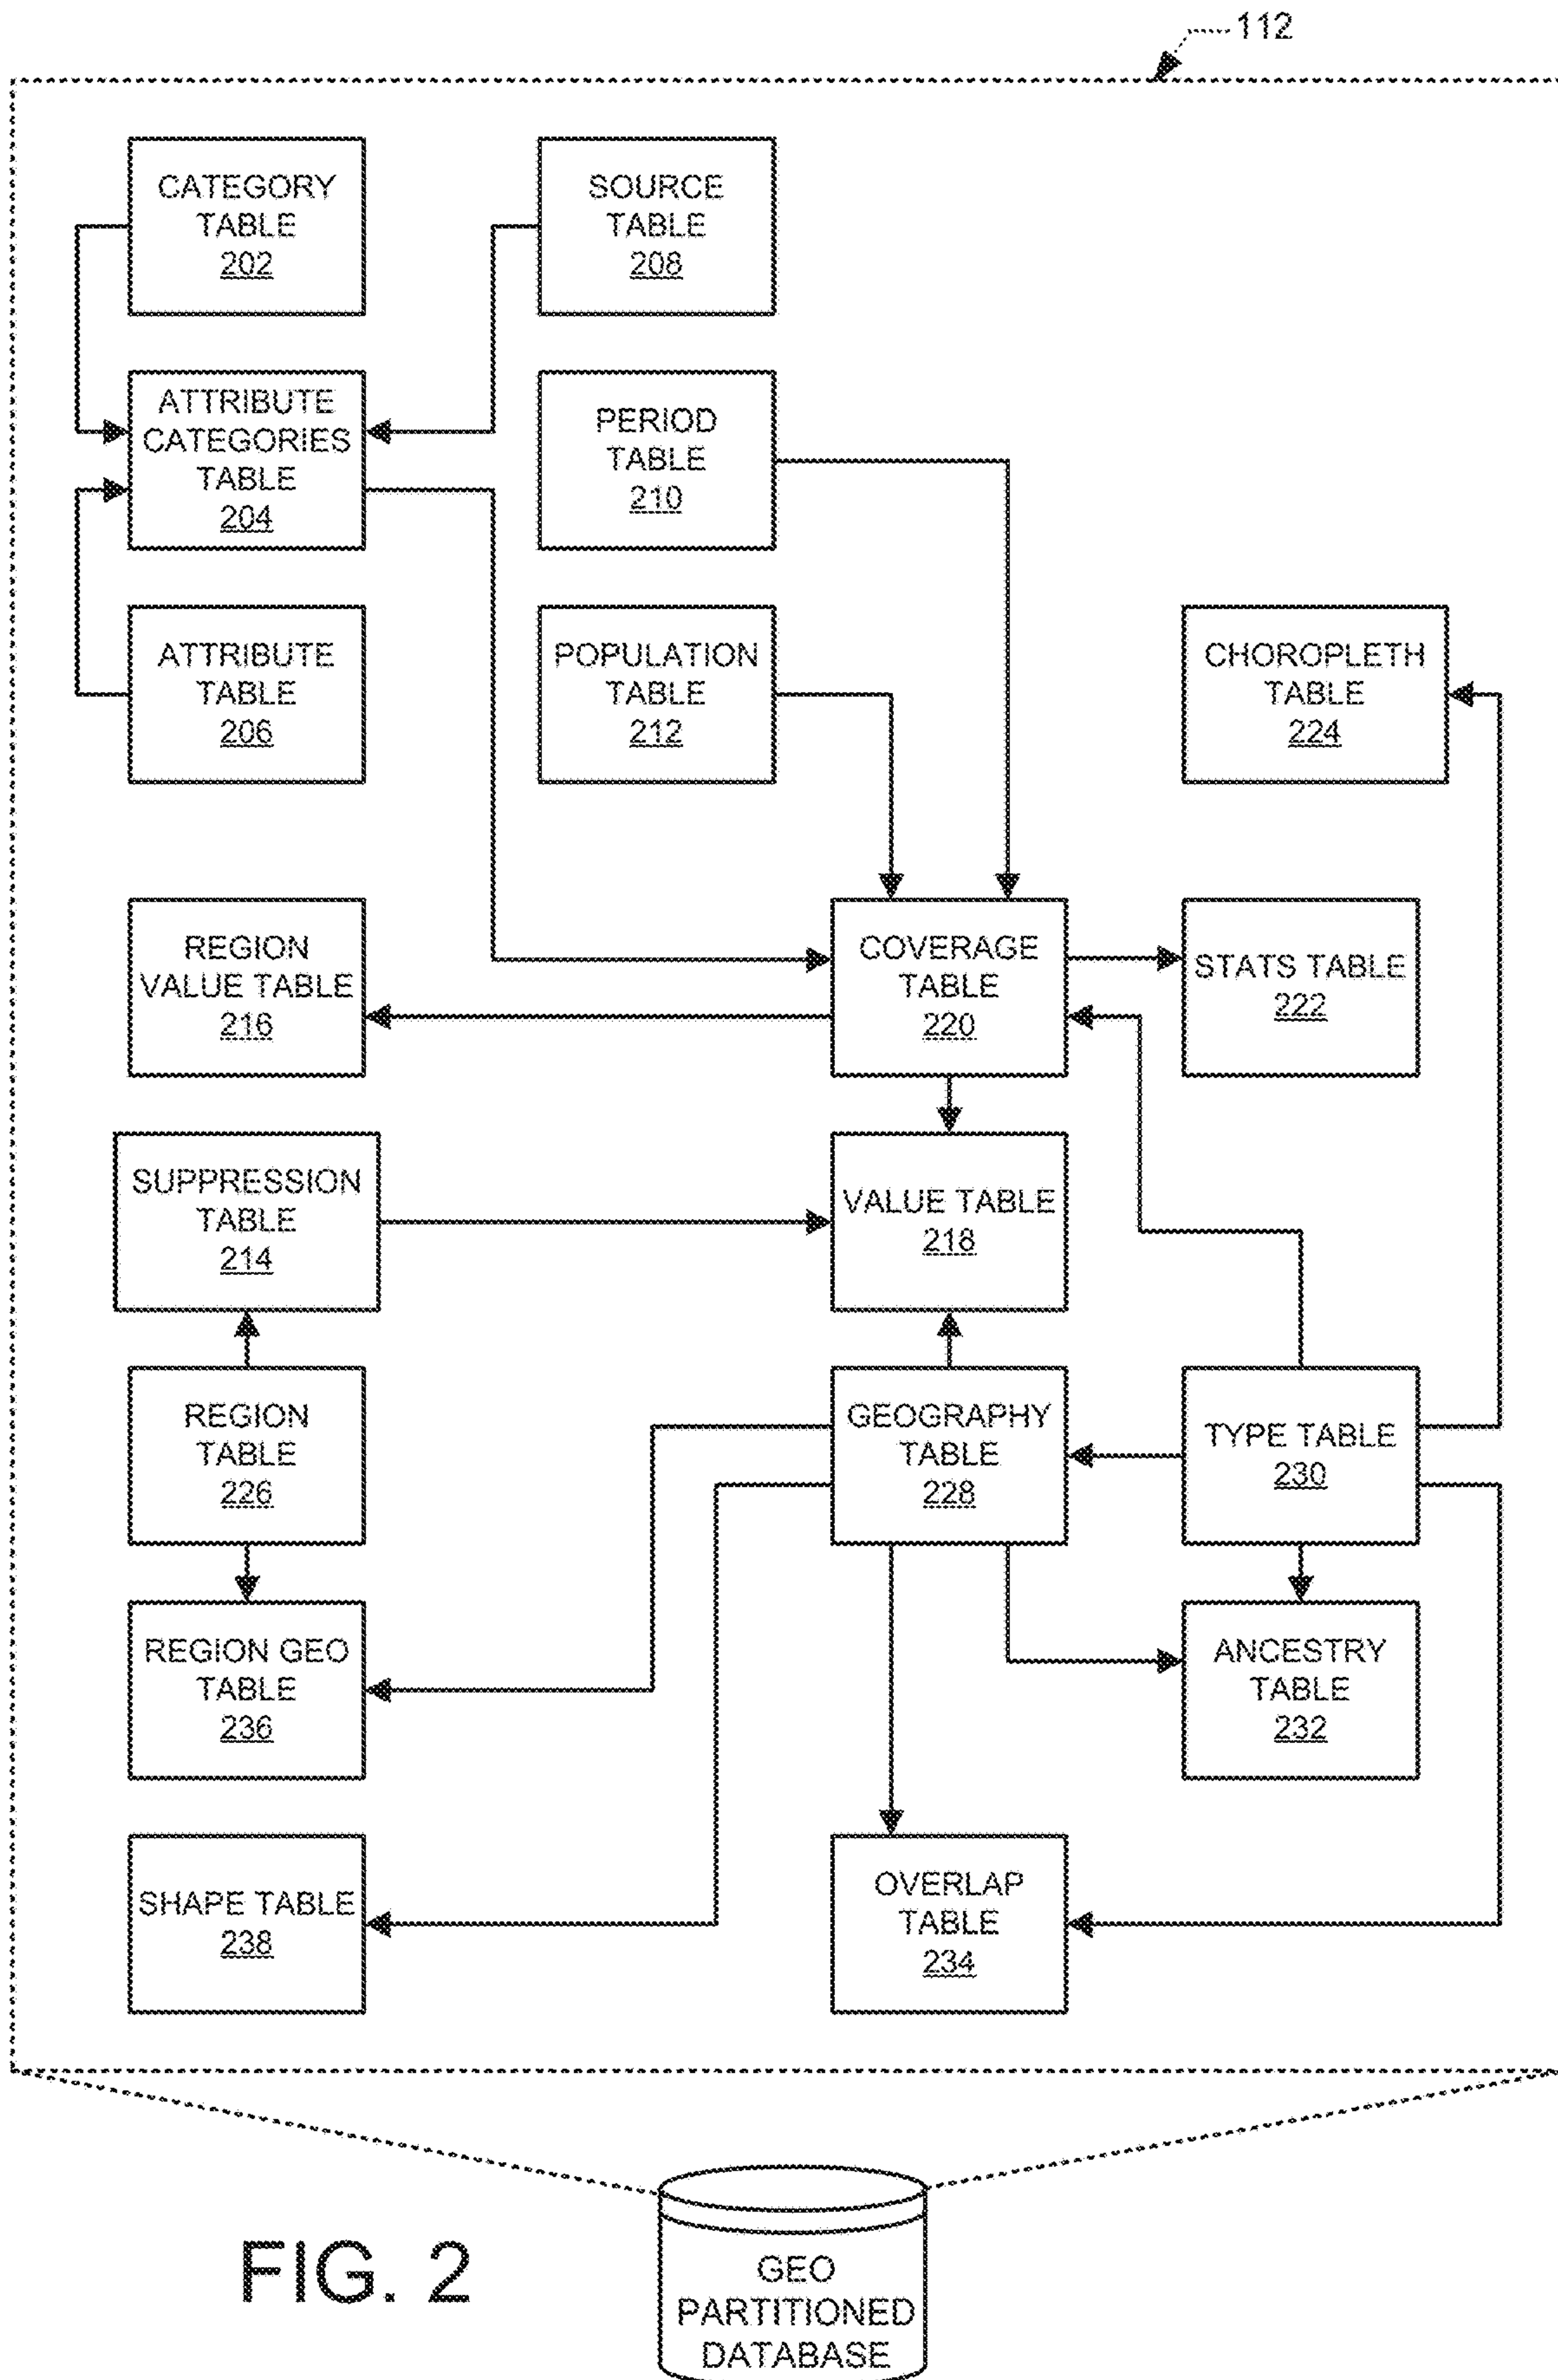 112
CATEGORY
TABLE
202
SOURCE
TABLE
208
ATTRIBUTE
CATEGORIES
TABLE
204
PERIOD
TABLE
210
ATTRIBUTE
TABLE
206
POPULATION
TABLE
212
CHOROPLETH
TABLE
224
REGION
VALUE TABLE
216
COVERAGE
TABLE
220
STATS TABLE
222
SUPPRESSION
TABLE
214
VALUE TABLE
218
REGION
TABLE
226
GEOGRAPHY
TABLE
228
TYPE TABLE
230
REGION GEO
TABLE
236
ANCESTRY
TABLE
232
SHAPE TABLE
238
OVERLAP
TABLE
234
FIG. 2
GEO
PARTITIONED
DATABASE